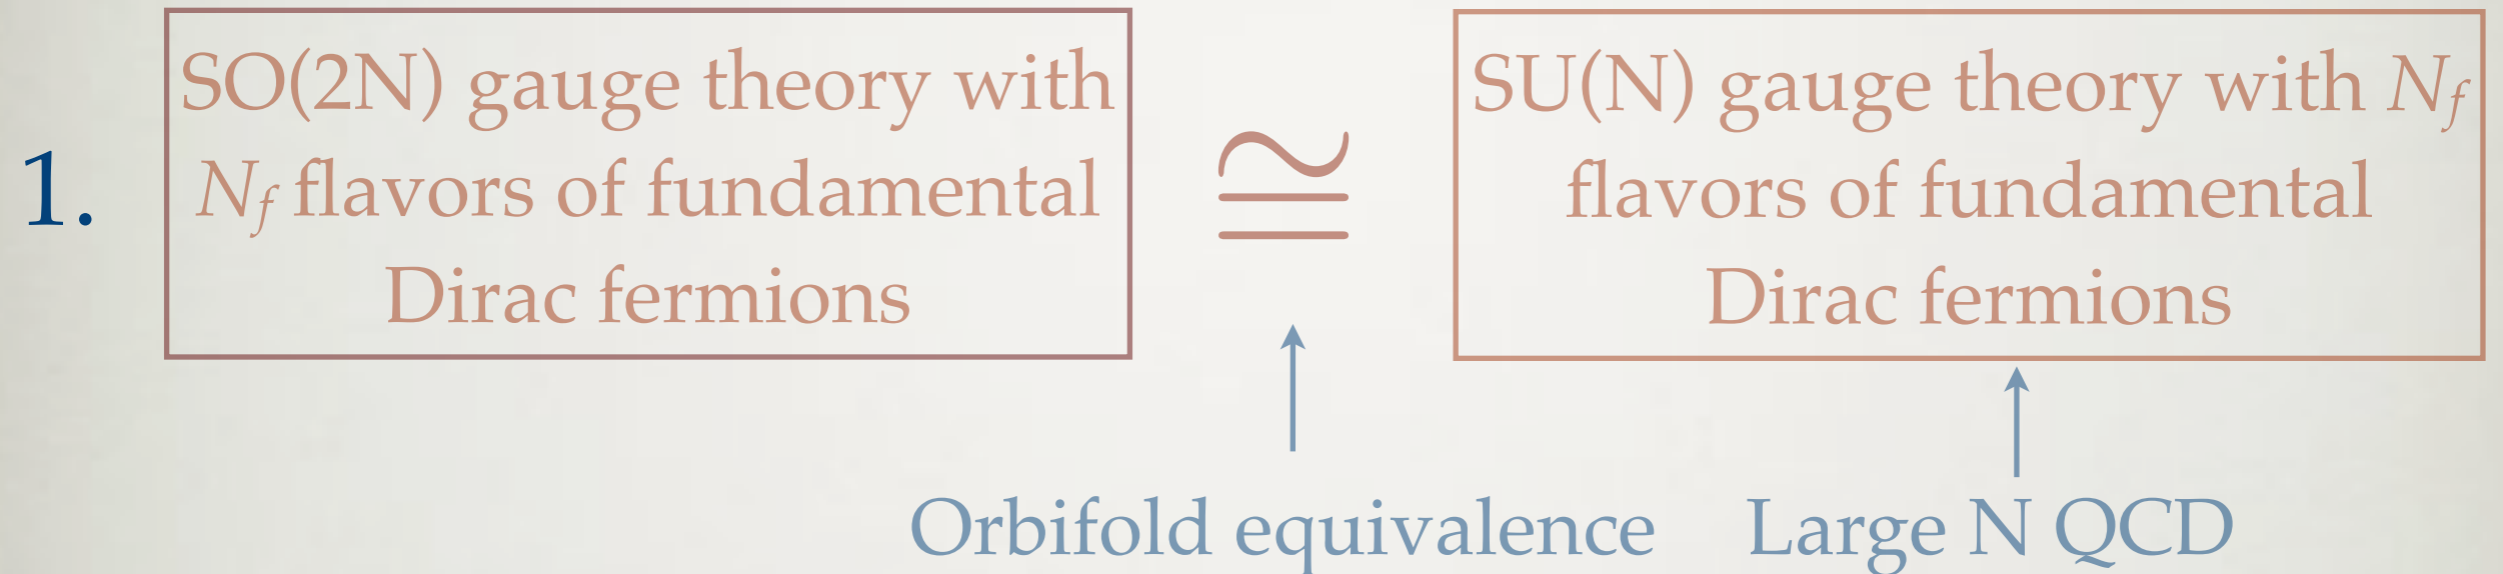 1.
SO(2N) gauge theory with
N_f flavors of fundamental
Dirac fermions
≅
SU(N) gauge theory with N_f
flavors of fundamental
Dirac fermions
Orbifold equivalence
Large N QCD